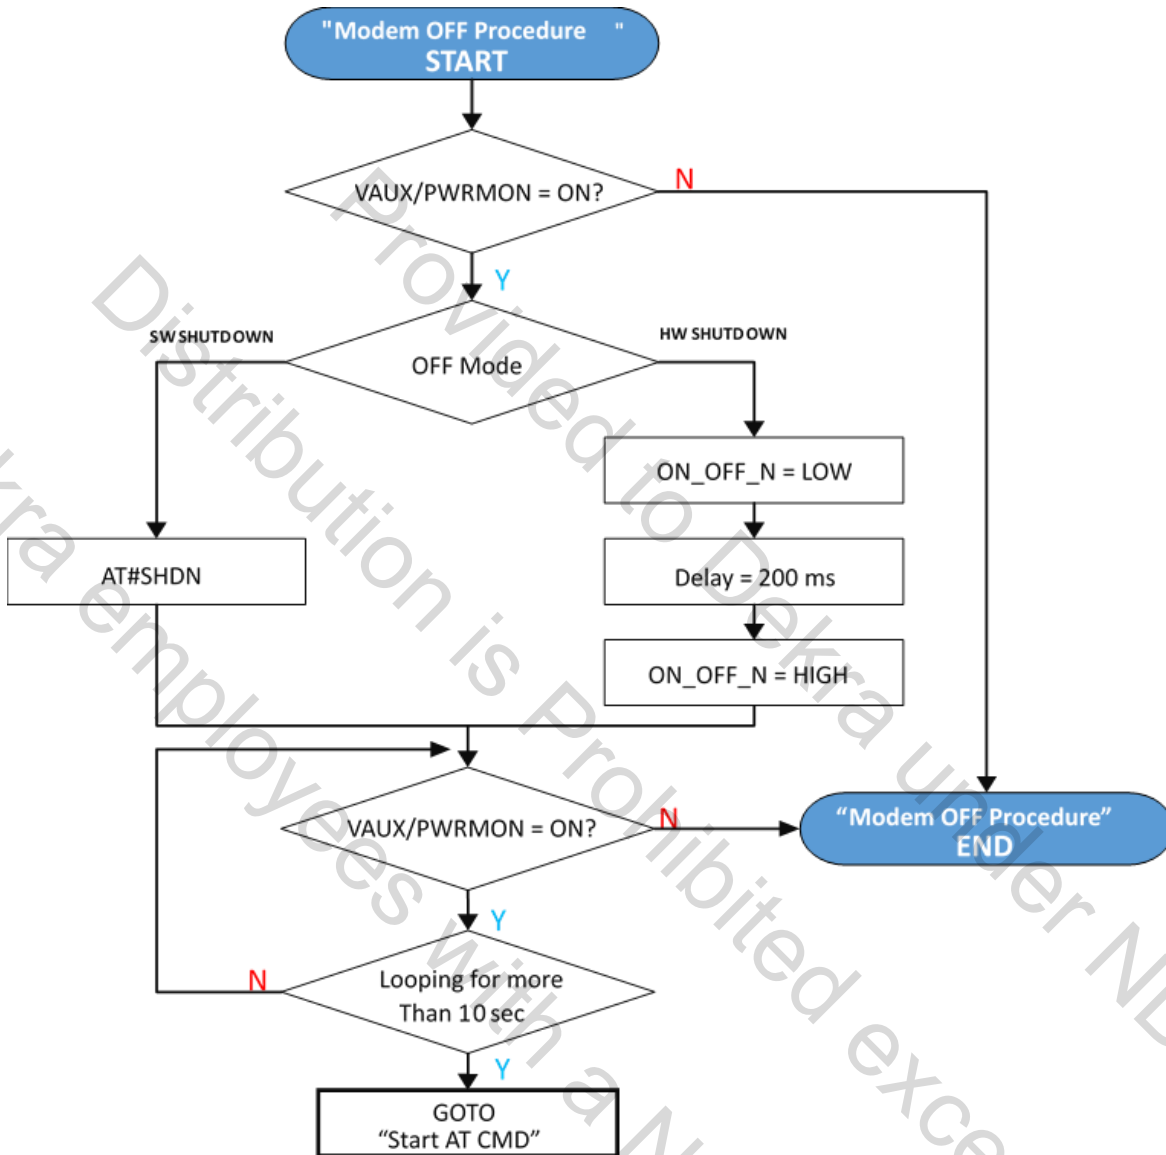 "Modem OFF Procedure "
START
VAUX/PWRMON = ON?
N
Y
SW SHUTDOWN
HW SHUTDOWN
OFF Mode
ON_OFF_N = LOW
AT#SHDN
Delay = 200 ms
ON_OFF_N = HIGH
VAUX/PWRMON = ON?
N
“Modem OFF Procedure”
END
Y
N
Looping for more
Than 10 sec
Y
GOTO
“Start AT CMD”
Provided to Dekra under
Distribution is Prohibited exce
employees with a